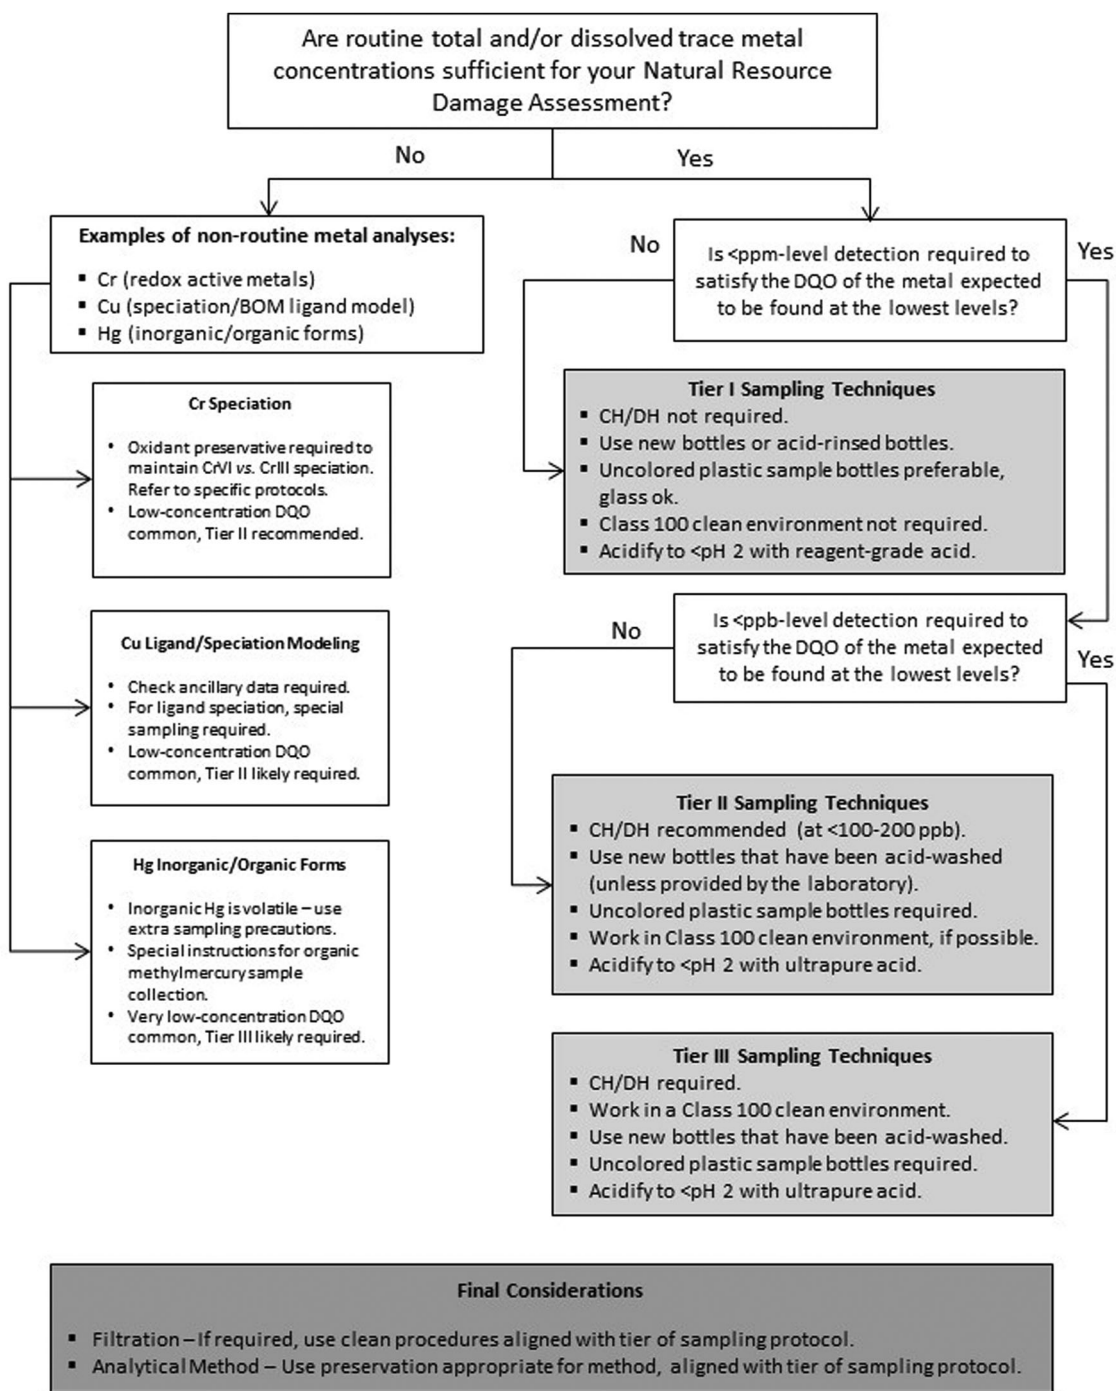 Are routine total and/or dissolved trace metal
concentrations sufficient for your Natural Resource
Damage Assessment?
No
Yes
Examples of non-routine metal analyses:
▪ Cr (redox active metals)
▪ Cu (speciation/BOM ligand model)
▪ Hg (inorganic/organic forms)
No
Is <ppm-level detection required to
satisfy the DQO of the metal expected
to be found at the lowest levels?
Yes
Cr Speciation
• Oxidant preservative required to
maintain CrVI vs. CrIII speciation.
Refer to specific protocols.
• Low-concentration DQO
common, Tier II recommended.
Tier I Sampling Techniques
▪ CH/DH not required.
▪ Use new bottles or acid-rinsed bottles.
▪ Uncolored plastic sample bottles preferable,
glass ok.
▪ Class 100 clean environment not required.
▪ Acidify to <pH 2 with reagent-grade acid.
No
Is <ppb-level detection required to
satisfy the DQO of the metal expected
to be found at the lowest levels?
Yes
Cu Ligand/Speciation Modeling
• Check ancillary data required.
• For ligand speciation, special
sampling required.
• Low-concentration DQO
common, Tier II likely required.
Tier II Sampling Techniques
▪ CH/DH recommended (at <100-200 ppb).
▪ Use new bottles that have been acid-washed
(unless provided by the laboratory).
▪ Uncolored plastic sample bottles required.
▪ Work in Class 100 clean environment, if possible.
▪ Acidify to <pH 2 with ultrapure acid.
Hg Inorganic/Organic Forms
• Inorganic Hg is volatile – use
extra sampling precautions.
• Special instructions for organic
methylmercury sample
collection.
• Very low-concentration DQO
common, Tier III likely required.
Tier III Sampling Techniques
▪ CH/DH required.
▪ Work in a Class 100 clean environment.
▪ Use new bottles that have been acid-washed.
▪ Uncolored plastic sample bottles required.
▪ Acidify to <pH 2 with ultrapure acid.
Final Considerations
▪ Filtration – If required, use clean procedures aligned with tier of sampling protocol.
▪ Analytical Method – Use preservation appropriate for method, aligned with tier of sampling protocol.